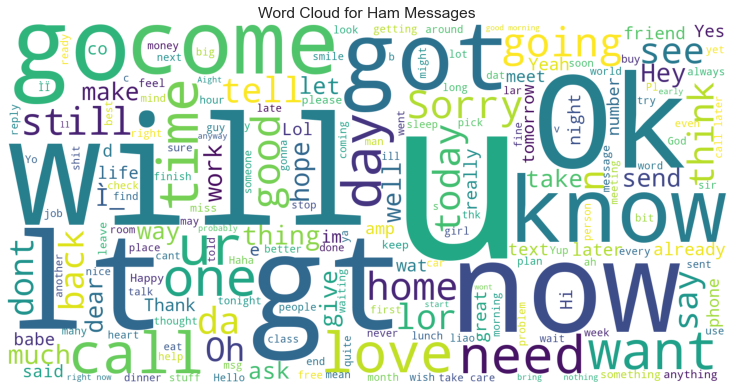 Word Cloud for Ham Messages
go
come
got
going
see
friend
Yes
ready
co
money
next
big
look
getting
around
good morning
smile
b
might
lot
dat
Yeah
meet
soon
buy
yet
world
always
Hey
make
feel
tell
let
please
long
Sorry
lar
number
Pl
early
try
still
mind
time
hour
late
day
tomorrow
night
think
reply
ll
best
right
sure
guy
good
Lol
coming
man
sleep
pick
fine
v
message
even
call later
God
Yo
shit
d
anyway
work
gonna
hope
ill
went
today
Ok
word
meeting
will
life
I
check
finish
someone
stop
well
really
n
take
send
sir
job
find
miss
may
u
s
thk
girl
person
bit
know
dont
back
leave
room
way
ur
probably
told
thing
im
ya
done
amp
text
Yup
later
every
already
place
cant
Haha
e
better
keep
plan
ah
sent
lt
gt
another
dear
nice
Happy
talk
one
tonight
people
give
waiting
home
wat
car
now
Hi
say
phone
Thank
da
first
lor
great
start
wont
morning
problem
week
use
many
babe
heart
thought
Oh
class
quite
never
lunch
liao
wait
much
said
call
eat
help
msg
ask
end
love
need
want
right now
dinner
stuff
Hello
free
mean
month
wish
take care
bring
nothing
something
anything